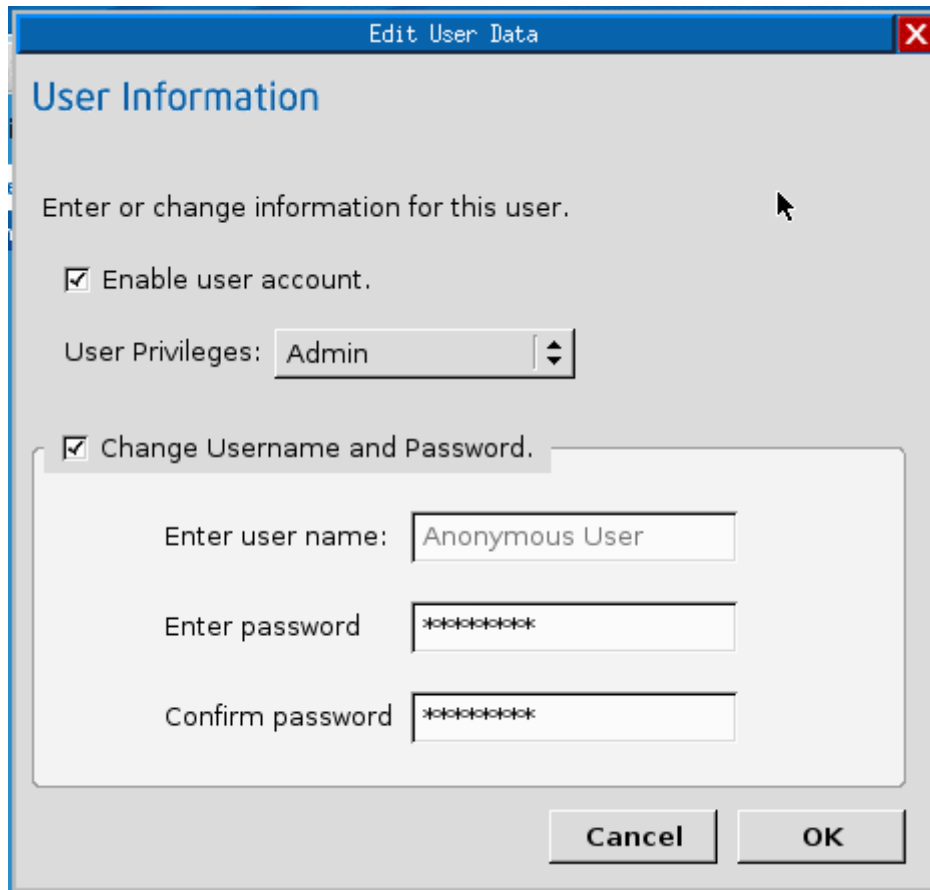 Edit User Data
User Information
Enter or change information for this user.
Enable user account.
User Privileges: Admin
Change Username and Password.
Enter user name: Anonymous User
Enter password *********
Confirm password *********
Cancel OK